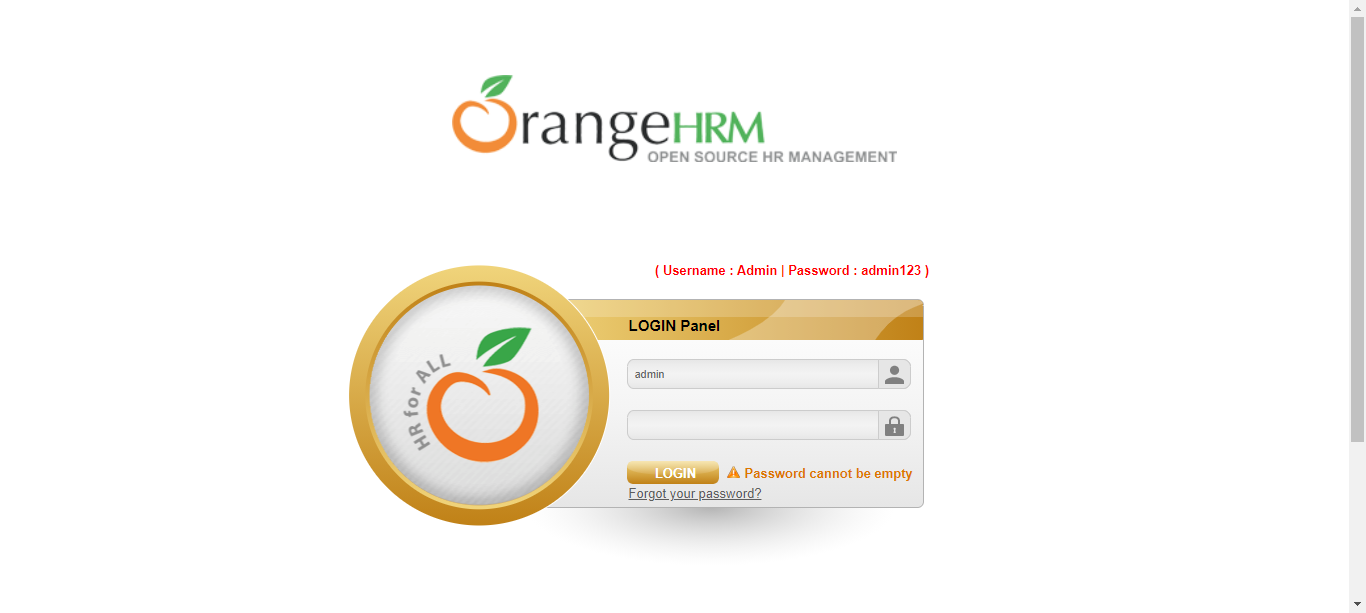 OrangeHRM
OPEN SOURCE HR MANAGEMENT
( Username : Admin | Password : admin123 )
HR for ALL
LOGIN Panel
admin
LOGIN
Password cannot be empty
Forgot your password?